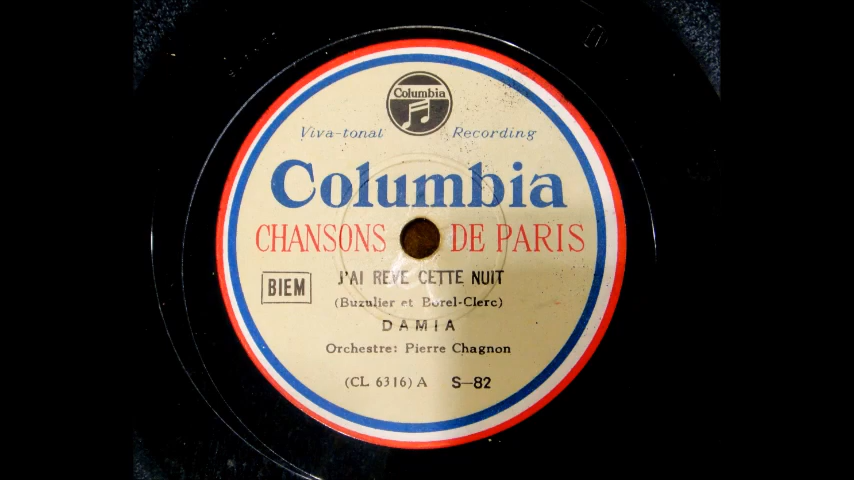 Columbia
Viva-tonal Recording
Columbia
CHANSONS DE PARIS
BIEM
J'AI REVE CETTE NUIT
(Buzulier et Borel-Clerc)
DAMIA
Orchestre: Pierre Chagnon
(CL 6316) A S—82